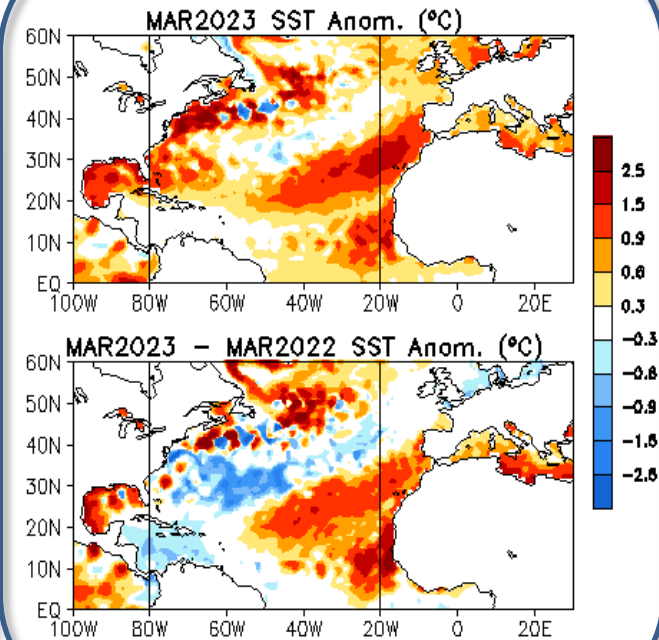 MAR2023 SST Anom. (ºC)
60N
50N
40N
30N
20N
10N
EQ
100W 80W 60W 40W 20W 0 20E
2.5
1.5
0.9
0.6
0.3
-0.3
-0.6
-0.9
-1.5
-2.5
MAR2023 - MAR2022 SST Anom. (ºC)
60N
50N
40N
30N
20N
10N
EQ
100W 80W 60W 40W 20W 0 20E